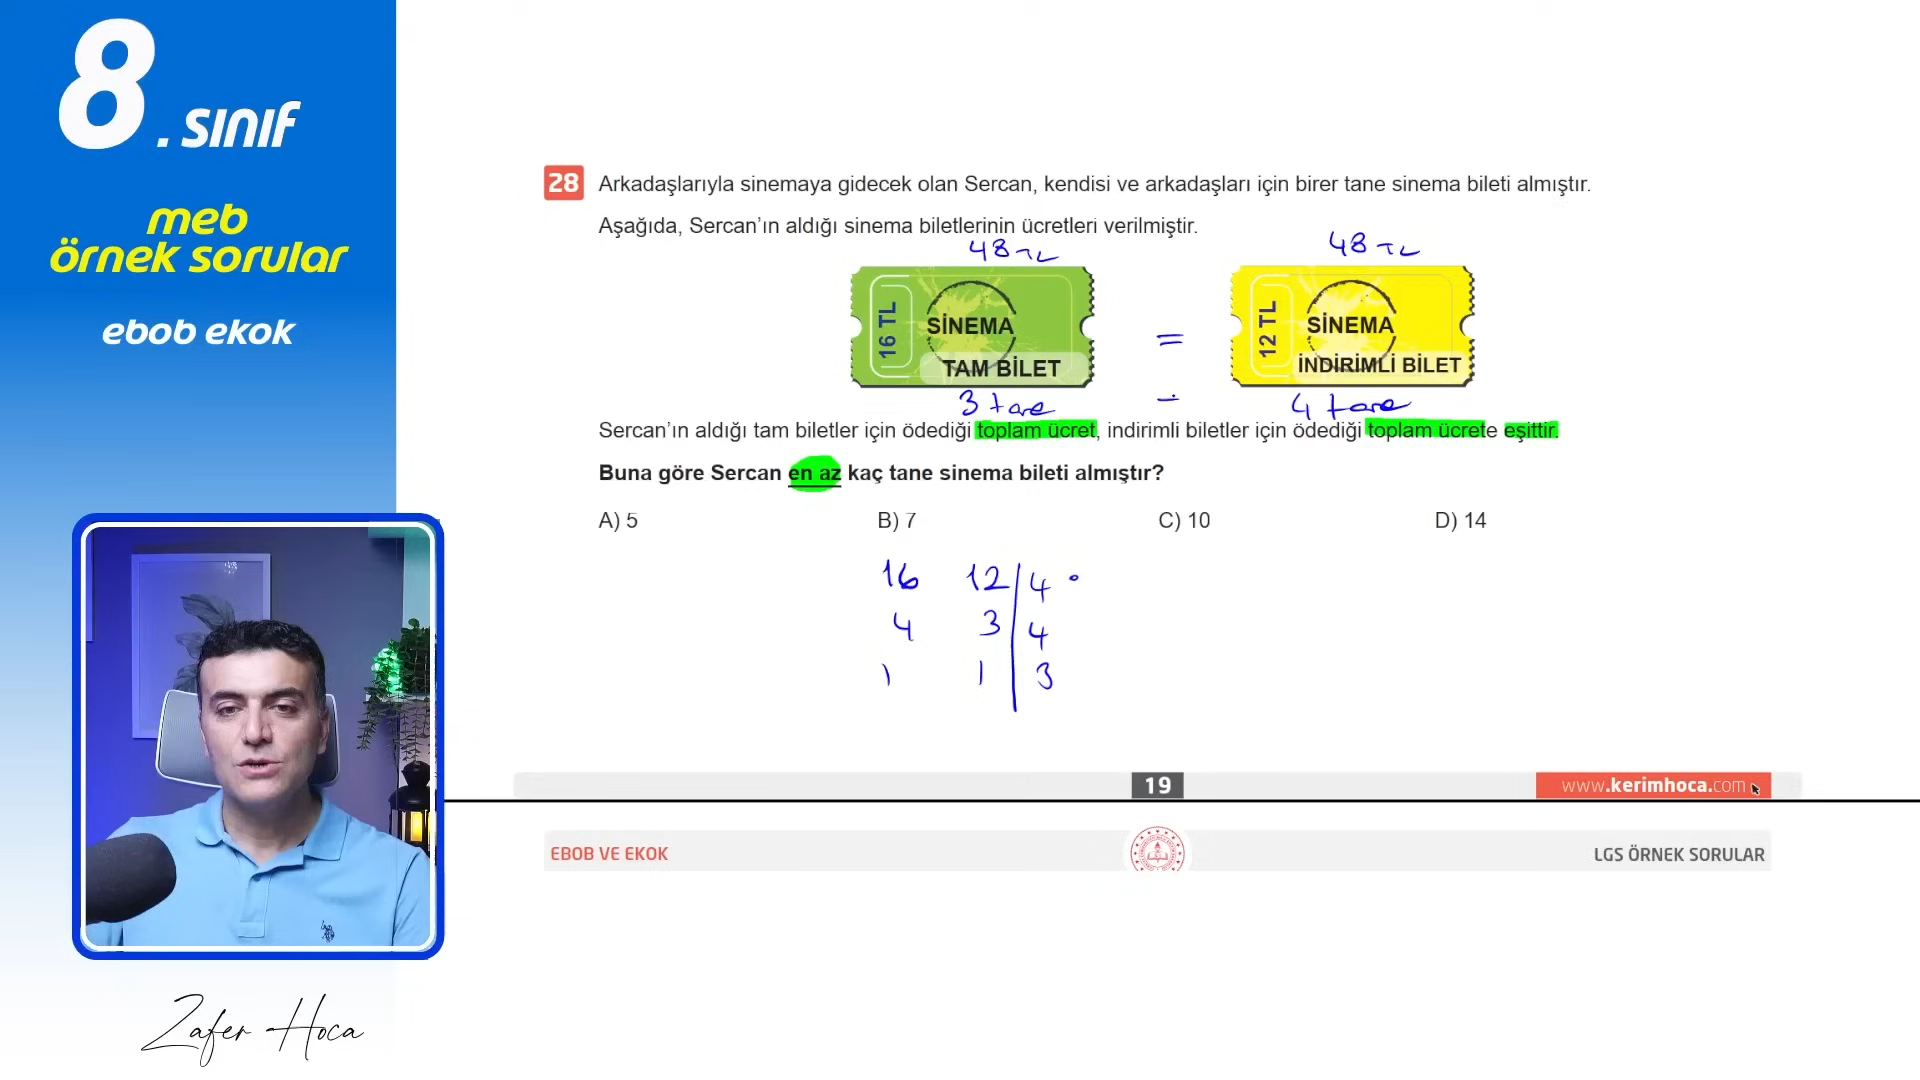 8. sınıf
meb
örnek sorular
ebob ekok
28 Arkadaşlarıyla sinemaya gidecek olan Sercan, kendisi ve arkadaşları için birer tane sinema bileti almıştır.
Aşağıda, Sercan’ın aldığı sinema biletlerinin ücretleri verilmiştir.
48 TL 48 TL
16 TL SİNEMA TAM BİLET
=
12 TL SİNEMA İNDİRİMLİ BİLET
3 tane = 4 tane
Sercan’ın aldığı tam biletler için ödediği toplam ücret, indirimli biletler için ödediği toplam ücrete eşittir.
Buna göre Sercan en az kaç tane sinema bileti almıştır?
A) 5 B) 7 C) 10 D) 14
16 12 | 4 •
4 3 | 4
1 1 | 3
19 www.kerimhoca.com
EBOB VE EKOK LGS ÖRNEK SORULAR
Zafer Hoca